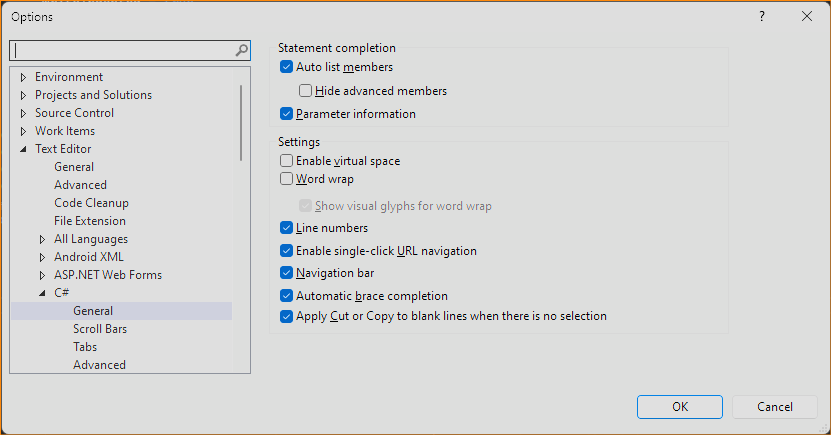 Options
?
Environment
Projects and Solutions
Source Control
Work Items
Text Editor
General
Advanced
Code Cleanup
File Extension
All Languages
Android XML
ASP.NET Web Forms
C#
General
Scroll Bars
Tabs
Advanced
Statement completion
Auto list members
Hide advanced members
Parameter information
Settings
Enable virtual space
Word wrap
Show visual glyphs for word wrap
Line numbers
Enable single-click URL navigation
Navigation bar
Automatic brace completion
Apply Cut or Copy to blank lines when there is no selection
OK
Cancel